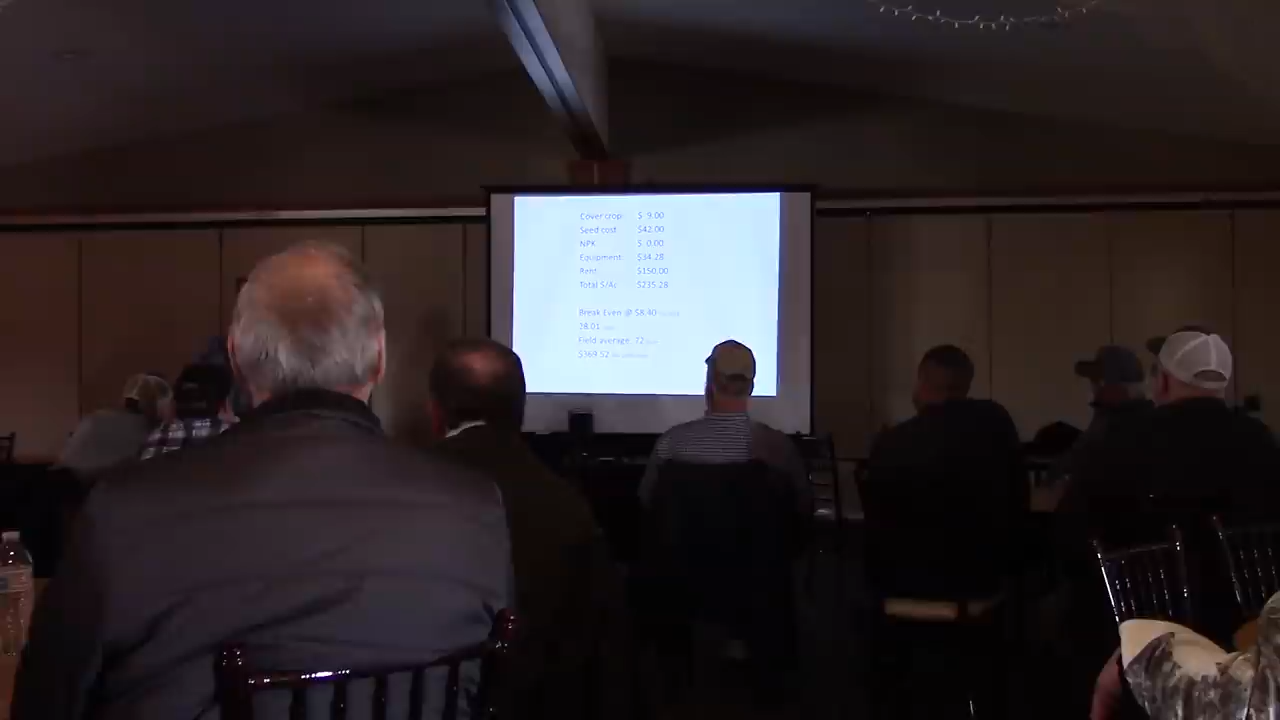 Cover crop: $ 9.00
Seed cost $42.00
NPK $ 0.00
Equipment: $34.28
Rent $150.00
Total $/Ac $235.28
Break Even @ $8.40
28.01
Field average, 72
$369.52